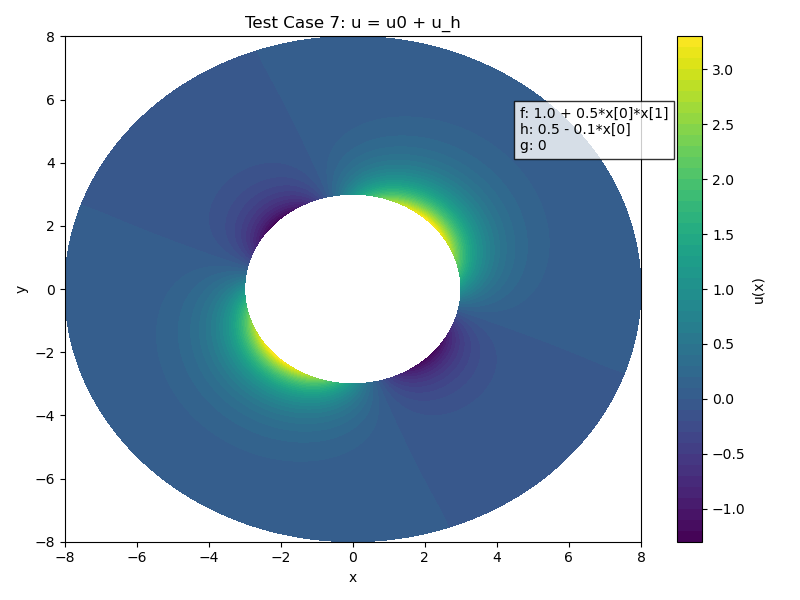 Test Case 7: u = u0 + u_h
f: 1.0 + 0.5*x[0]*x[1]
h: 0.5 - 0.1*x[0]
g: 0
8
6
4
2
0
−2
−4
−6
−8
y
−8 −6 −4 −2 0 2 4 6 8
x
3.0
2.5
2.0
1.5
1.0
0.5
0.0
−0.5
−1.0
u(x)